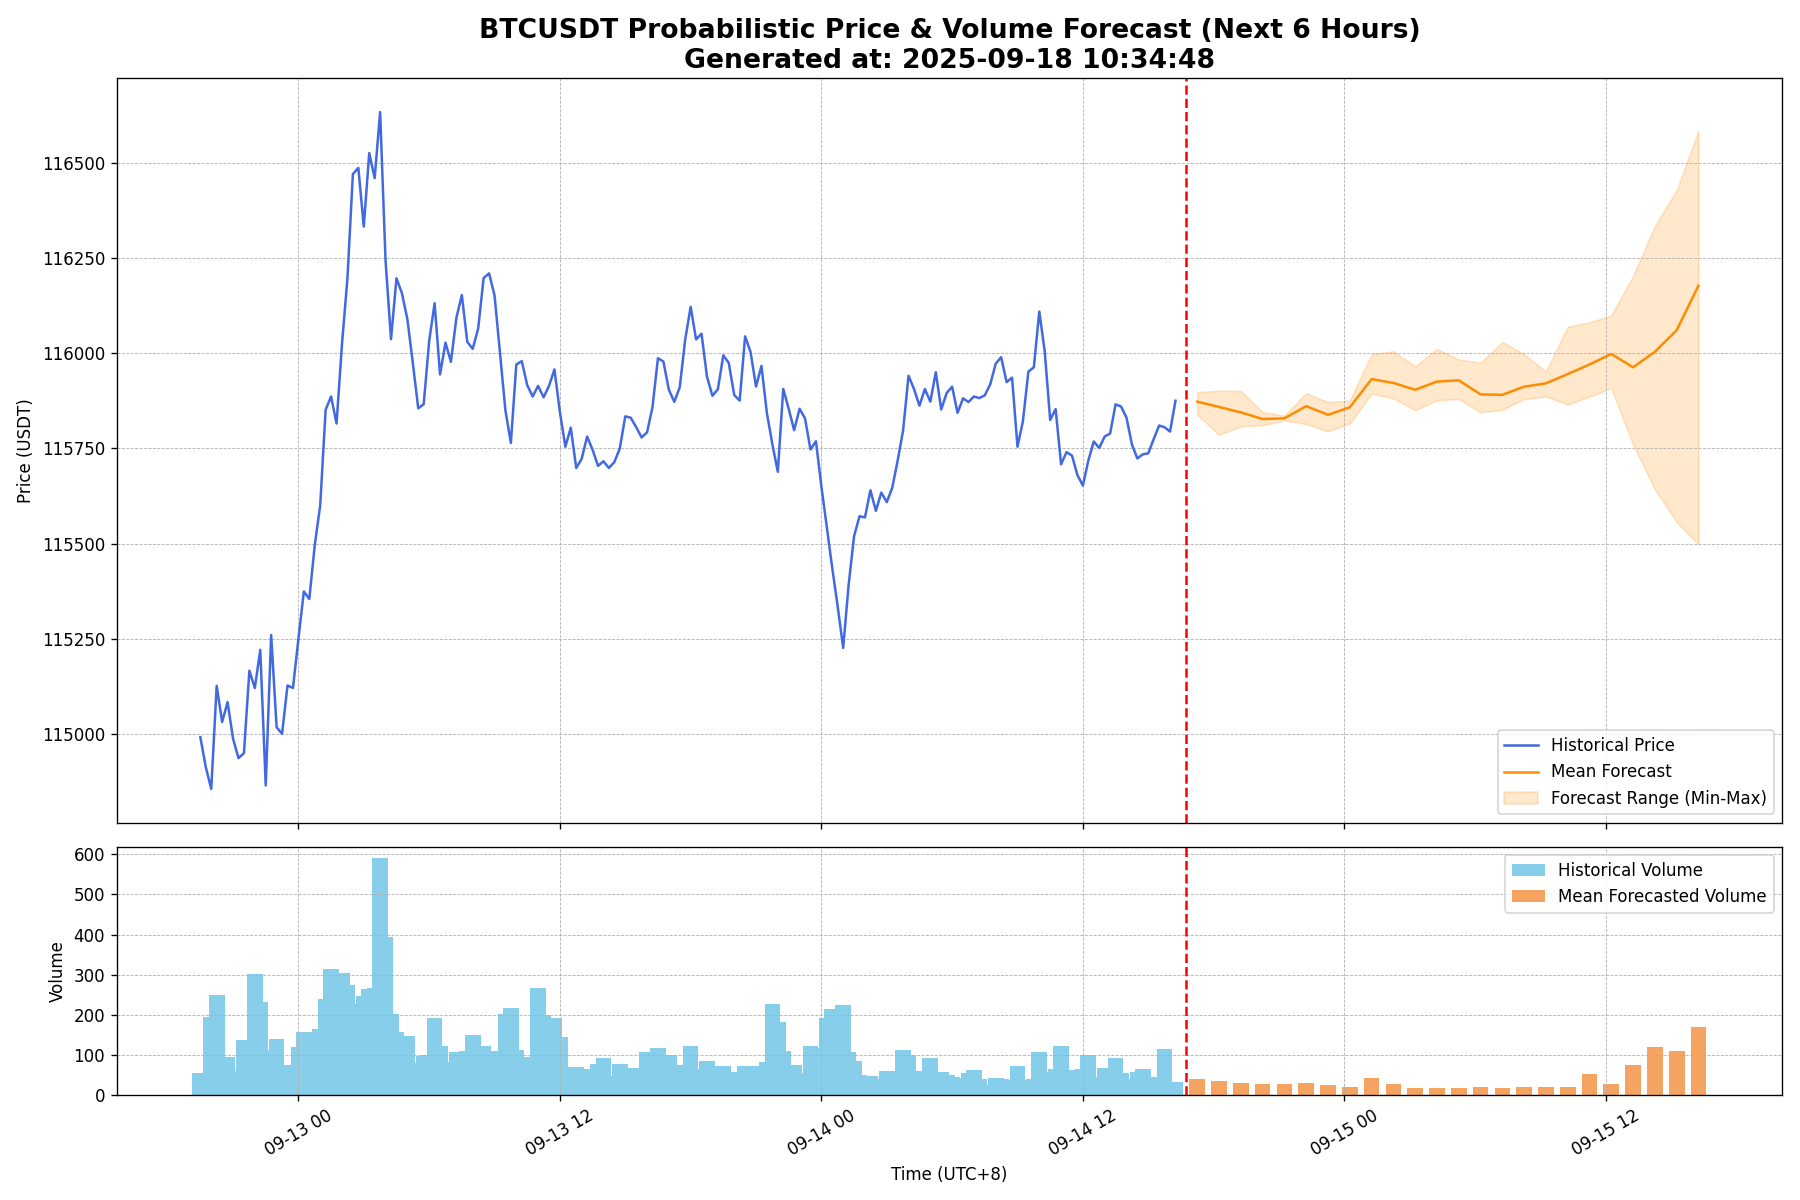 BTCUSDT Probabilistic Price & Volume Forecast (Next 6 Hours)
Generated at: 2025-09-18 10:34:48
116500
116250
116000
115750
115500
115250
115000
Price (USDT)
Historical Price
Mean Forecast
Forecast Range (Min-Max)
600
500
400
300
200
100
0
Volume
Historical Volume
Mean Forecasted Volume
09-13 00
09-13 12
09-14 00
09-14 12
09-15 00
09-15 12
Time (UTC+8)